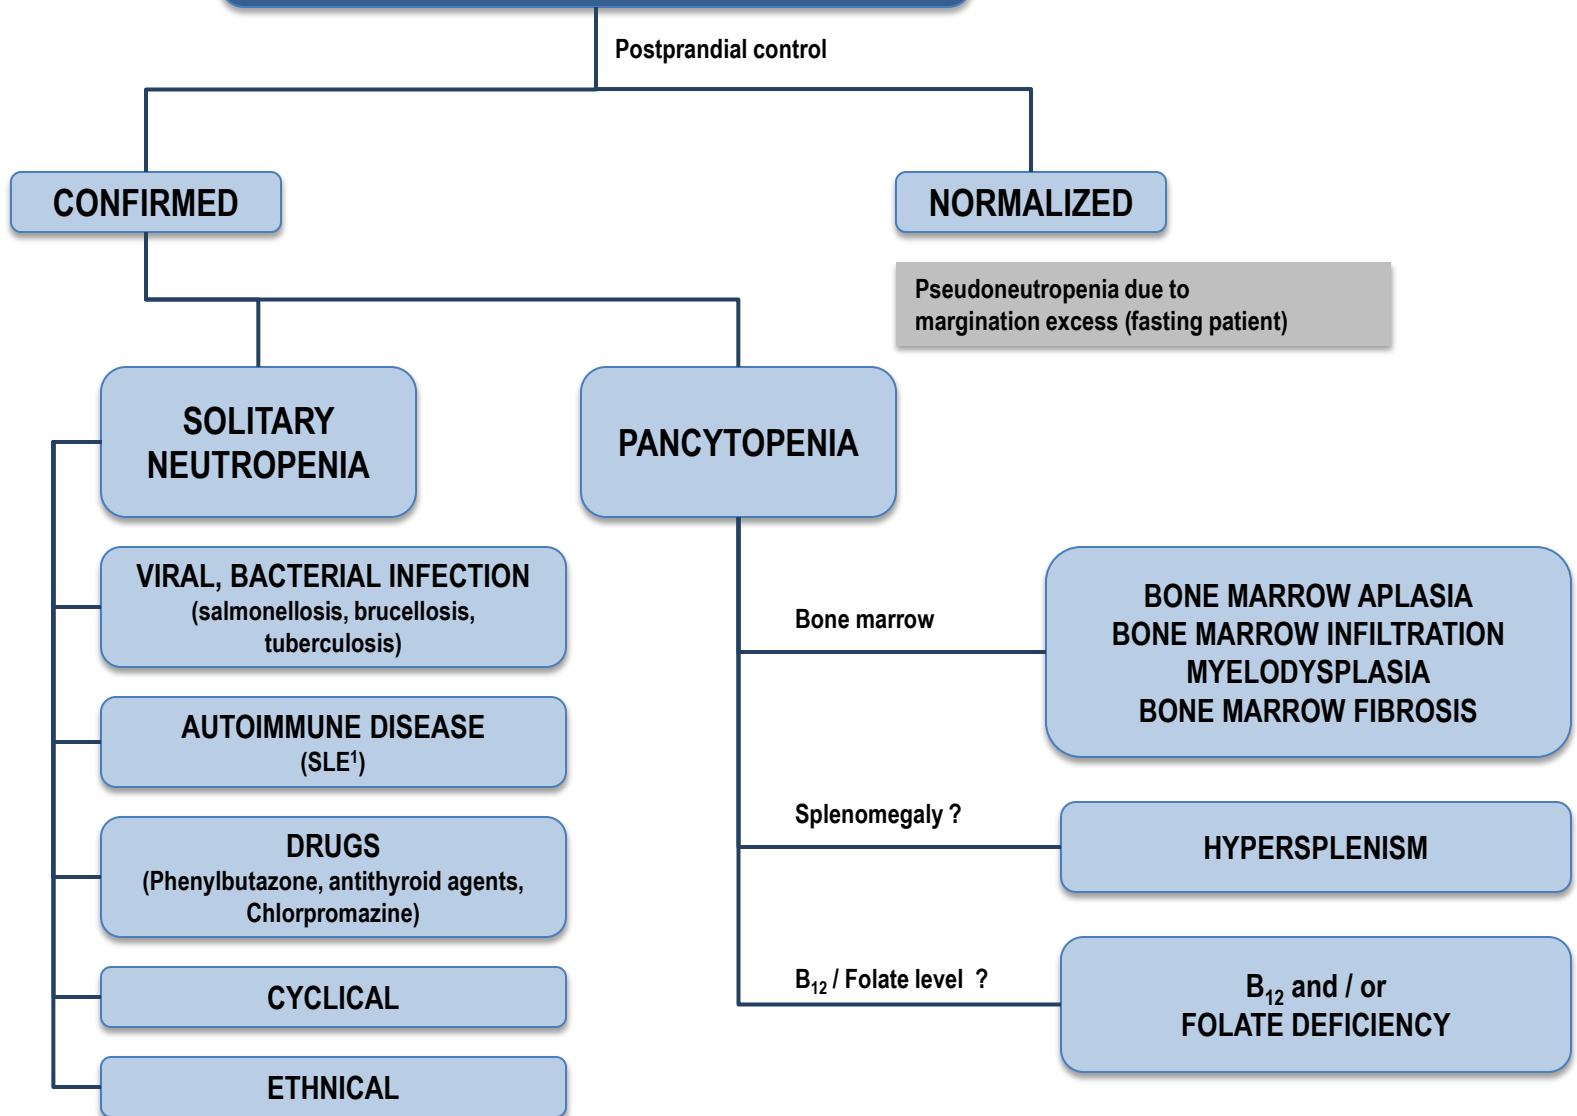 Postprandial control
CONFIRMED
NORMALIZED
Pseudoneutropenia due to
margination excess (fasting patient)
SOLITARY
NEUTROPENIA
PANCYTOPENIA
VIRAL, BACTERIAL INFECTION
(salmonellosis, brucellosis,
tuberculosis)
AUTOIMMUNE DISEASE
(SLE¹)
DRUGS
(Phenylbutazone, antithyroid agents,
Chlorpromazine)
CYCLICAL
ETHNICAL
Bone marrow
BONE MARROW APLASIA
BONE MARROW INFILTRATION
MYELODYSPLASIA
BONE MARROW FIBROSIS
Splenomegaly ?
HYPERSPLENISM
B₁₂ / Folate level ?
B₁₂ and / or
FOLATE DEFICIENCY